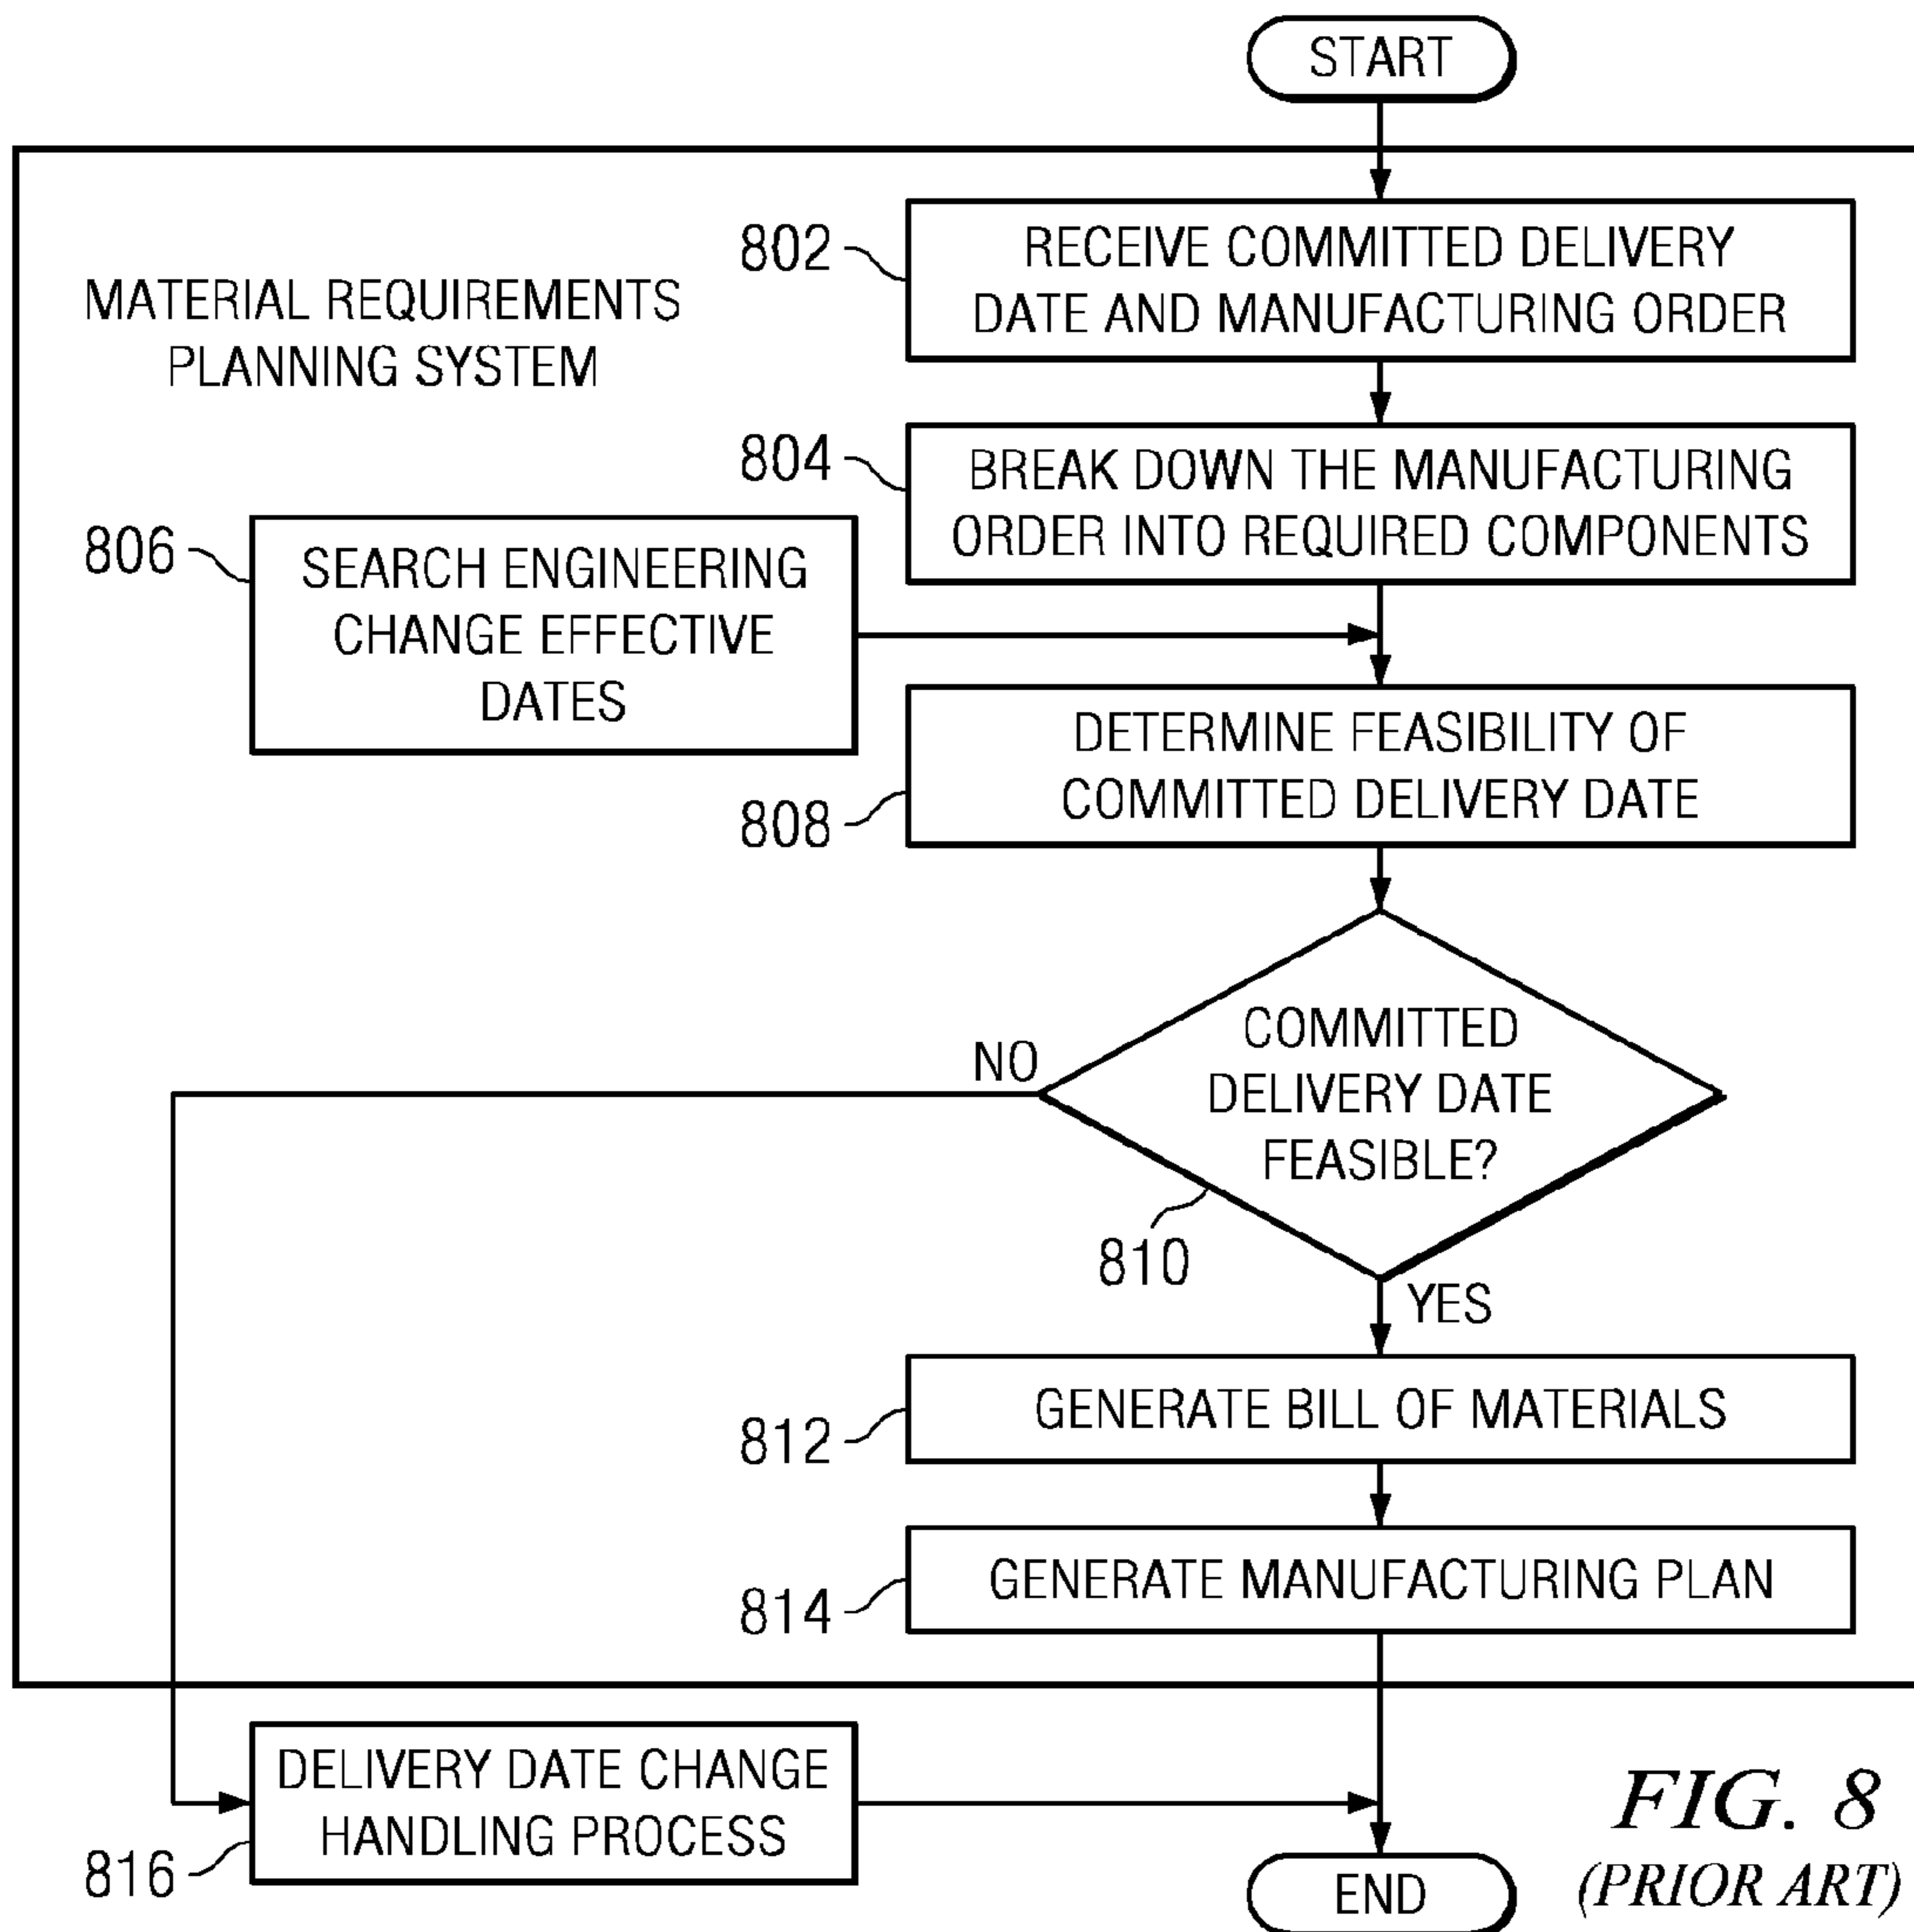 START
MATERIAL REQUIREMENTS
PLANNING SYSTEM
802
RECEIVE COMMITTED DELIVERY
DATE AND MANUFACTURING ORDER
804
BREAK DOWN THE MANUFACTURING
ORDER INTO REQUIRED COMPONENTS
806
SEARCH ENGINEERING
CHANGE EFFECTIVE
DATES
808
DETERMINE FEASIBILITY OF
COMMITTED DELIVERY DATE
COMMITTED
DELIVERY DATE
FEASIBLE?
NO
810
YES
812
GENERATE BILL OF MATERIALS
814
GENERATE MANUFACTURING PLAN
816
DELIVERY DATE CHANGE
HANDLING PROCESS
END
FIG. 8
(PRIOR ART)